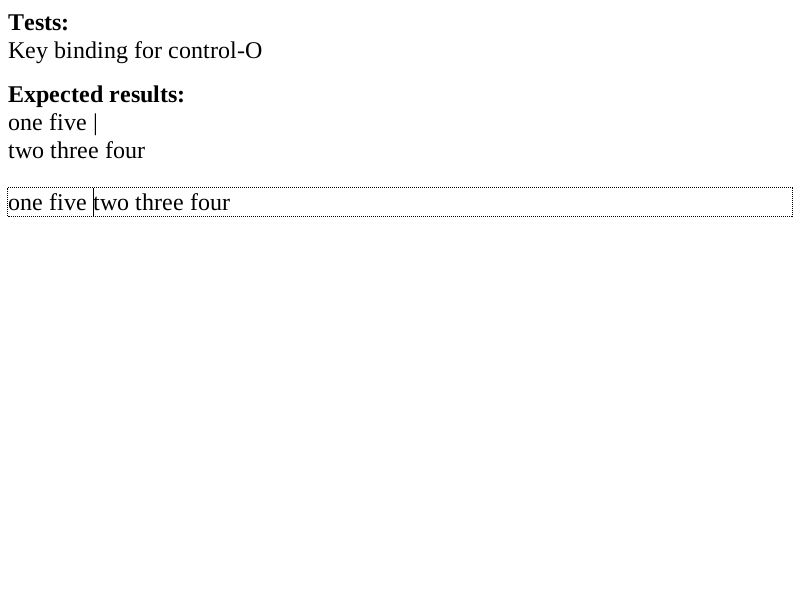 Tests:
Key binding for control-O
Expected results:
one five |
two three four
one five two three four